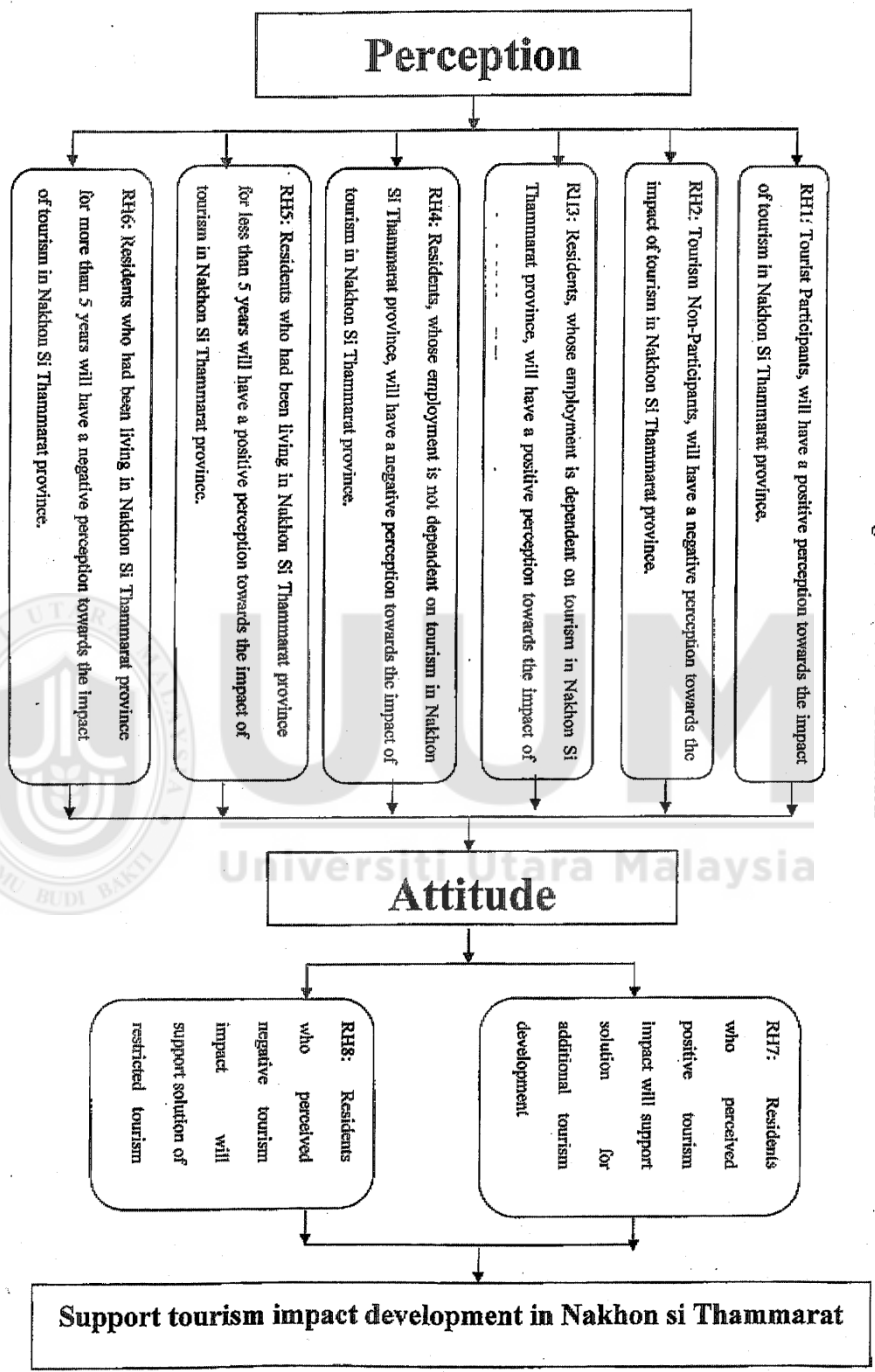 Perception
RH1: Tourist Participants, will have a positive perception towards the impact
of tourism in Nakhon Si Thammarat province.
RH2: Tourism Non-Participants, will have a negative perception towards the
impact of tourism in Nakhon Si Thammarat province.
RH3: Residents, whose employment is dependent on tourism in Nakhon Si
Thammarat province, will have a positive perception towards the impact of
RH4: Residents, whose employment is not dependent on tourism in Nakhon
Si Thammarat province, will have a negative perception towards the impact of
tourism in Nakhon Si Thammarat province.
RH5: Residents who had been living in Nakhon Si Thammarat province
for less than 5 years will have a positive perception towards the impact of
tourism in Nakhon Si Thammarat province.
RH6: Residents who had been living in Nakhon Si Thammarat province
for more than 5 years will have a negative perception towards the impact
of tourism in Nakhon Si Thammarat province.
UTARA MALAYSIA
UUM
Universiti Utara Malaysia
BUDI BAKTI
Attitude
RH7: Residents
who perceived
positive tourism
impact will support
solution for
additional tourism
development
RH8: Residents
who perceived
negative tourism
impact will
support solution of
restricted tourism
Support tourism impact development in Nakhon si Thammarat